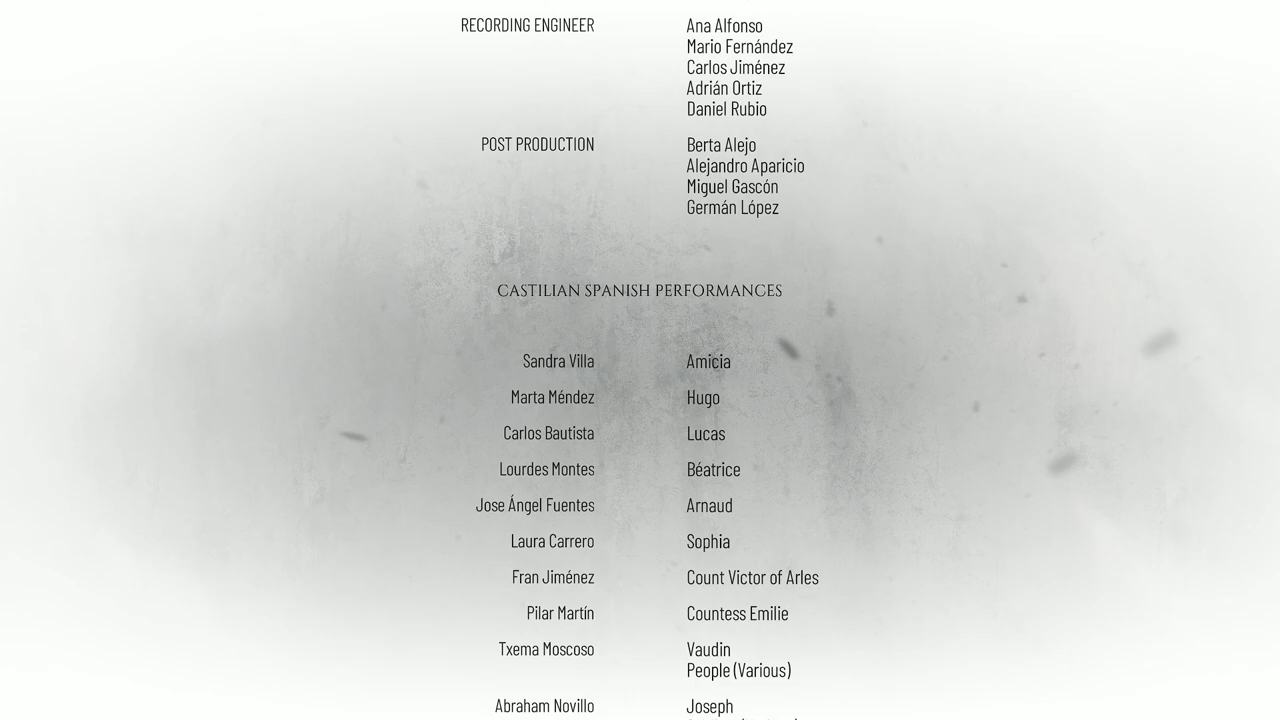 RECORDING ENGINEER Ana Alfonso
Mario Fernández
Carlos Jiménez
Adrián Ortiz
Daniel Rubio
POST PRODUCTION Berta Alejo
Alejandro Aparicio
Miguel Gascón
Germán López
CASTILIAN SPANISH PERFORMANCES
Sandra Villa Amicia
Marta Méndez Hugo
Carlos Bautista Lucas
Lourdes Montes Béatrice
Jose Ángel Fuentes Arnaud
Laura Carrero Sophia
Fran Jiménez Count Victor of Arles
Pilar Martín Countess Emilie
Txema Moscoso Vaudin
People (Various)
Abraham Novillo Joseph